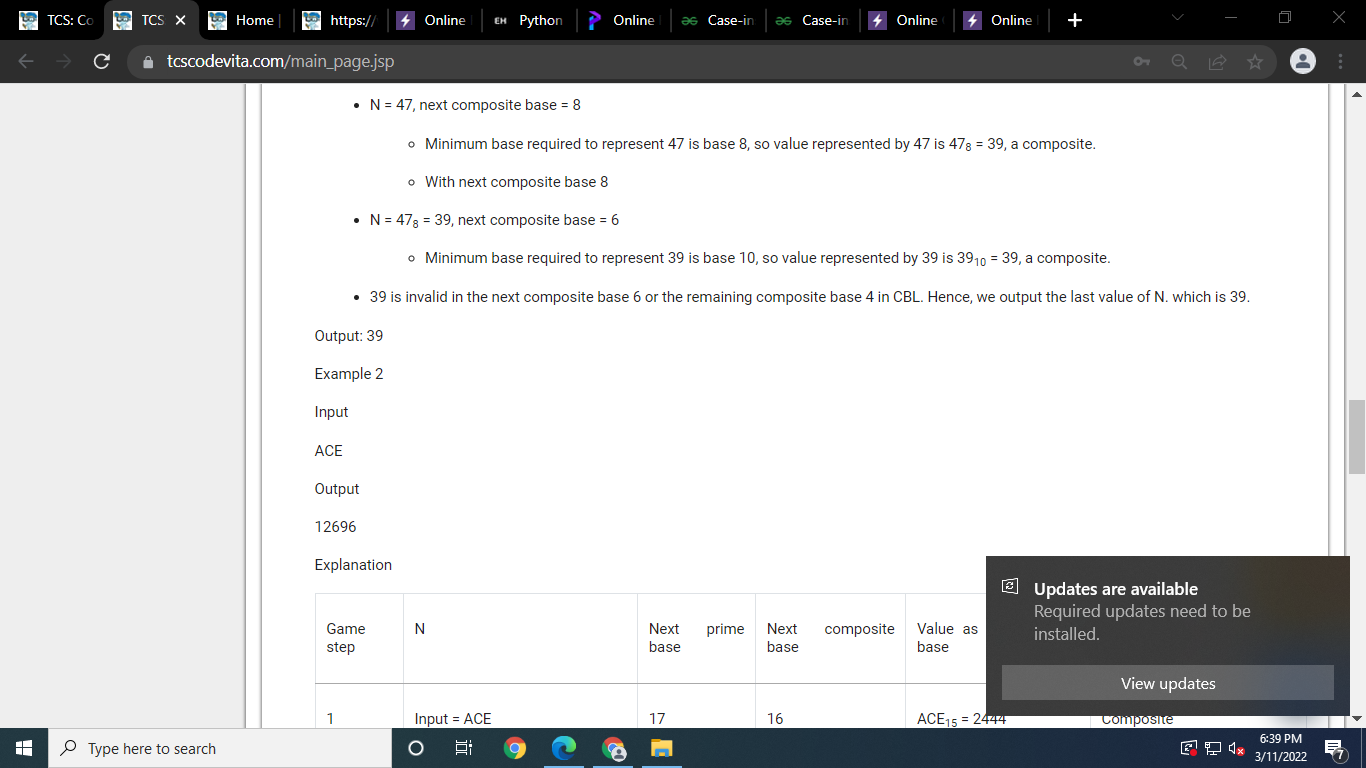 TCS: Co
TCS
Home
https://
Online
EH Python
Online
Case-in
Case-in
Online
Online
tcscodevita.com/main_page.jsp
• N = 47, next composite base = 8
◦ Minimum base required to represent 47 is base 8, so value represented by 47 is 47₈ = 39, a composite.
◦ With next composite base 8
• N = 47₈ = 39, next composite base = 6
◦ Minimum base required to represent 39 is base 10, so value represented by 39 is 39₁₀ = 39, a composite.
• 39 is invalid in the next composite base 6 or the remaining composite base 4 in CBL. Hence, we output the last value of N. which is 39.
Output: 39
Example 2
Input
ACE
Output
12696
Explanation
Game step
N
Next prime base
Next composite base
Value as base
1
Input = ACE
17
16
ACE₁₅ = 2444
Composite
Updates are available
Required updates need to be
installed.
View updates
Type here to search
6:39 PM
3/11/2022
7